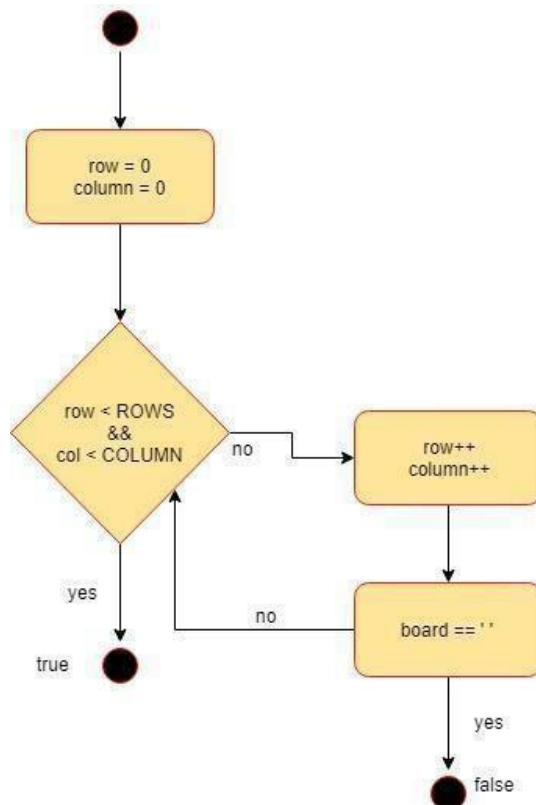 row = 0
column = 0
row < ROWS
&&
col < COLUMN
no
row++
column++
yes
no
board == ' '
true
yes
false